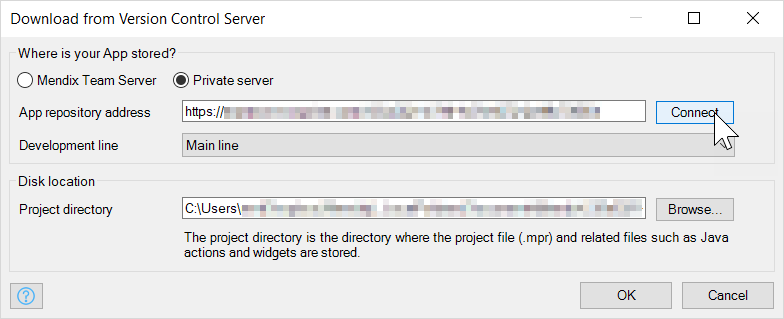 Download from Version Control Server
Where is your App stored?
Mendix Team Server Private server
App repository address https:// Connect
Development line Main line
Disk location
Project directory C:\Users\ Browse...
The project directory is the directory where the project file (.mpr) and related files such as Java
actions and widgets are stored.
? OK Cancel